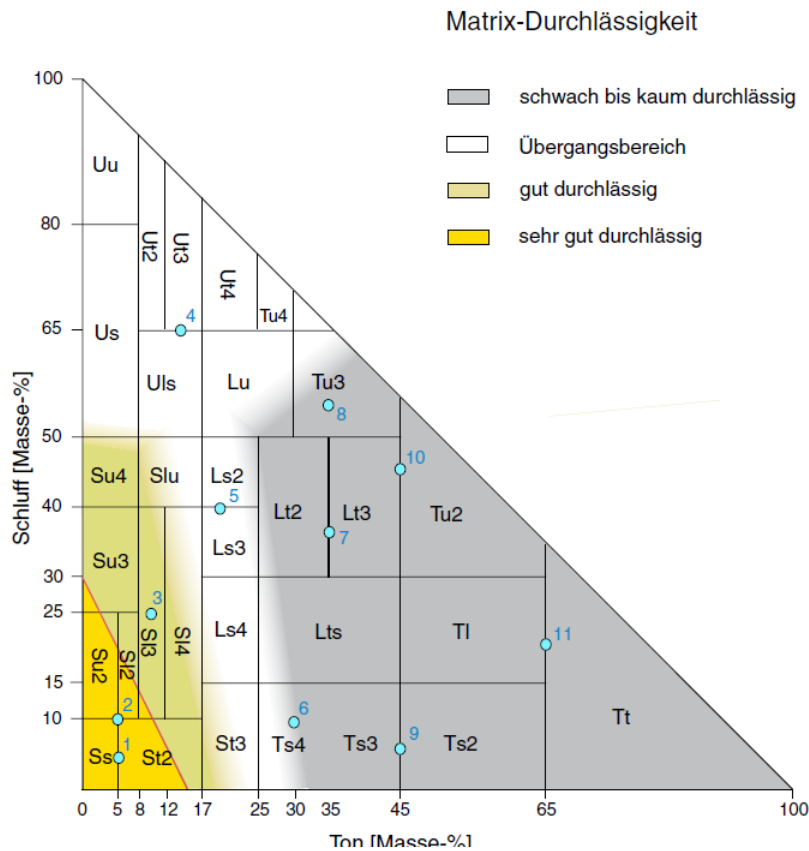 Matrix-Durchlässigkeit
schwach bis kaum durchlässig
Übergangsbereich
gut durchlässig
sehr gut durchlässig
100
80
65
50
40
30
25
15
10
Schluff [Masse-%]
Uu
Us
Ut2
Ut3
Ut4
Tu4
4
Uls
Lu
Tu3
8
Su4
Slu
Ls2
5
Lt2
Lt3
7
10
Tu2
Su3
Ls3
3
Su2
Sl2
Sl3
Sl4
Ls4
Lts
Tl
11
2
6
Tt
Ss
1
St2
St3
Ts4
Ts3
9
Ts2
0 5 8 12 17 25 30 35 45 65 100
Ton [Masse-%]